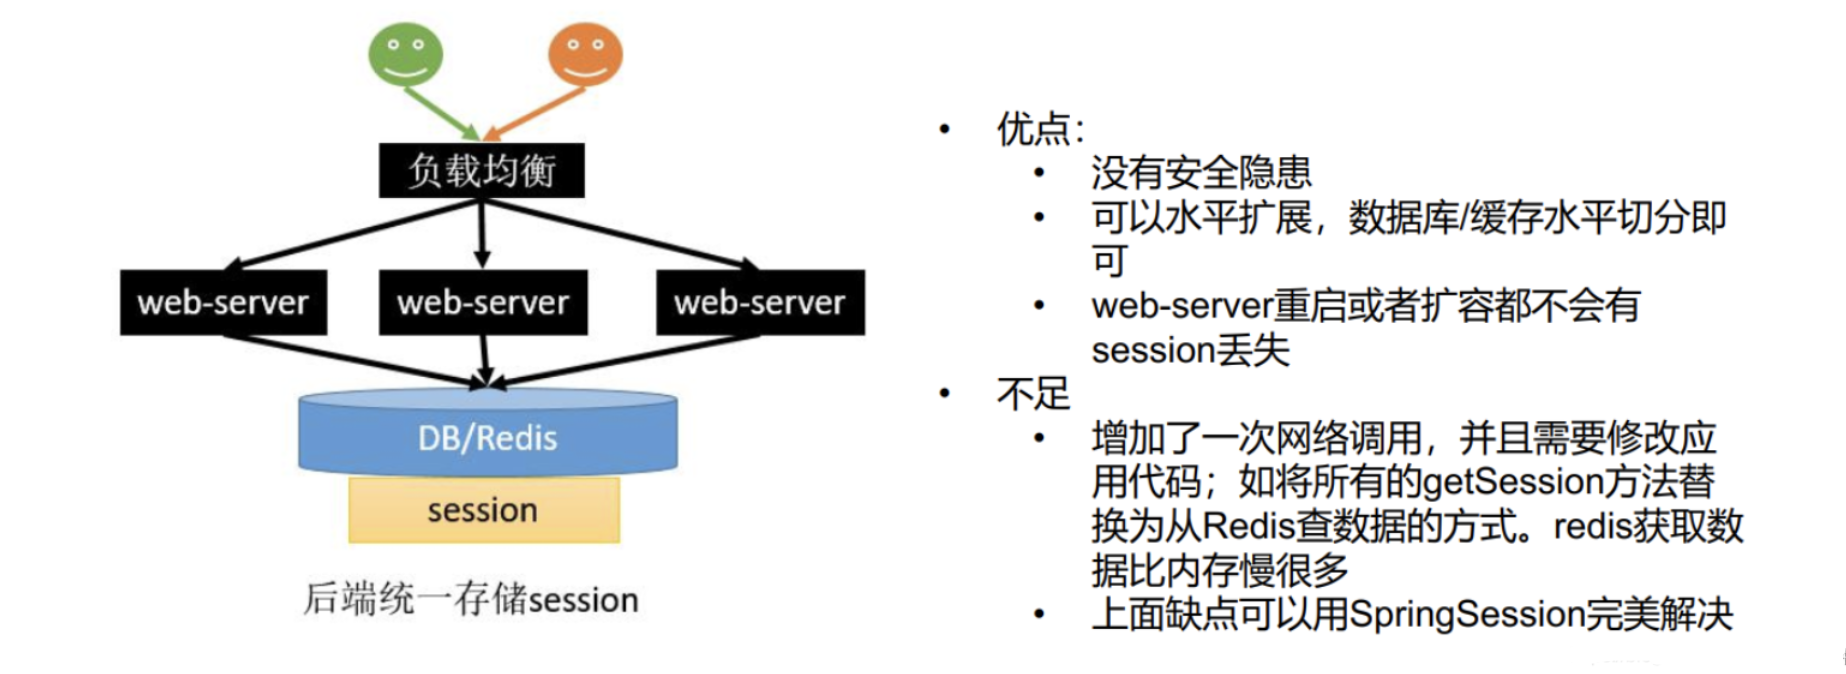 负载均衡
web-server
web-server
web-server
DB/Redis
session
后端统一存储session
• 优点：
• 没有安全隐患
• 可以水平扩展，数据库/缓存水平切分即
可
• web-server重启或者扩容都不会有
session丢失
• 不足
• 增加了一次网络调用，并且需要修改应
用代码；如将所有的getSession方法替
换为从Redis查数据的方式。redis获取数
据比内存慢很多
• 上面缺点可以用SpringSession完美解决